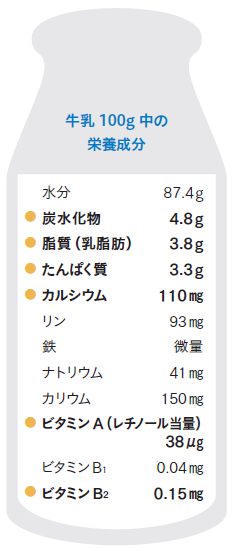 牛乳 100g 中の
栄養成分
水分 87.4g
炭水化物 4.8g
脂質(乳脂肪) 3.8g
たんぱく質 3.3g
カルシウム 110mg
リン 93mg
鉄 微量
ナトリウム 41mg
カリウム 150mg
ビタミンA(レチノール当量)
38μg
ビタミンB1 0.04mg
ビタミンB2 0.15mg